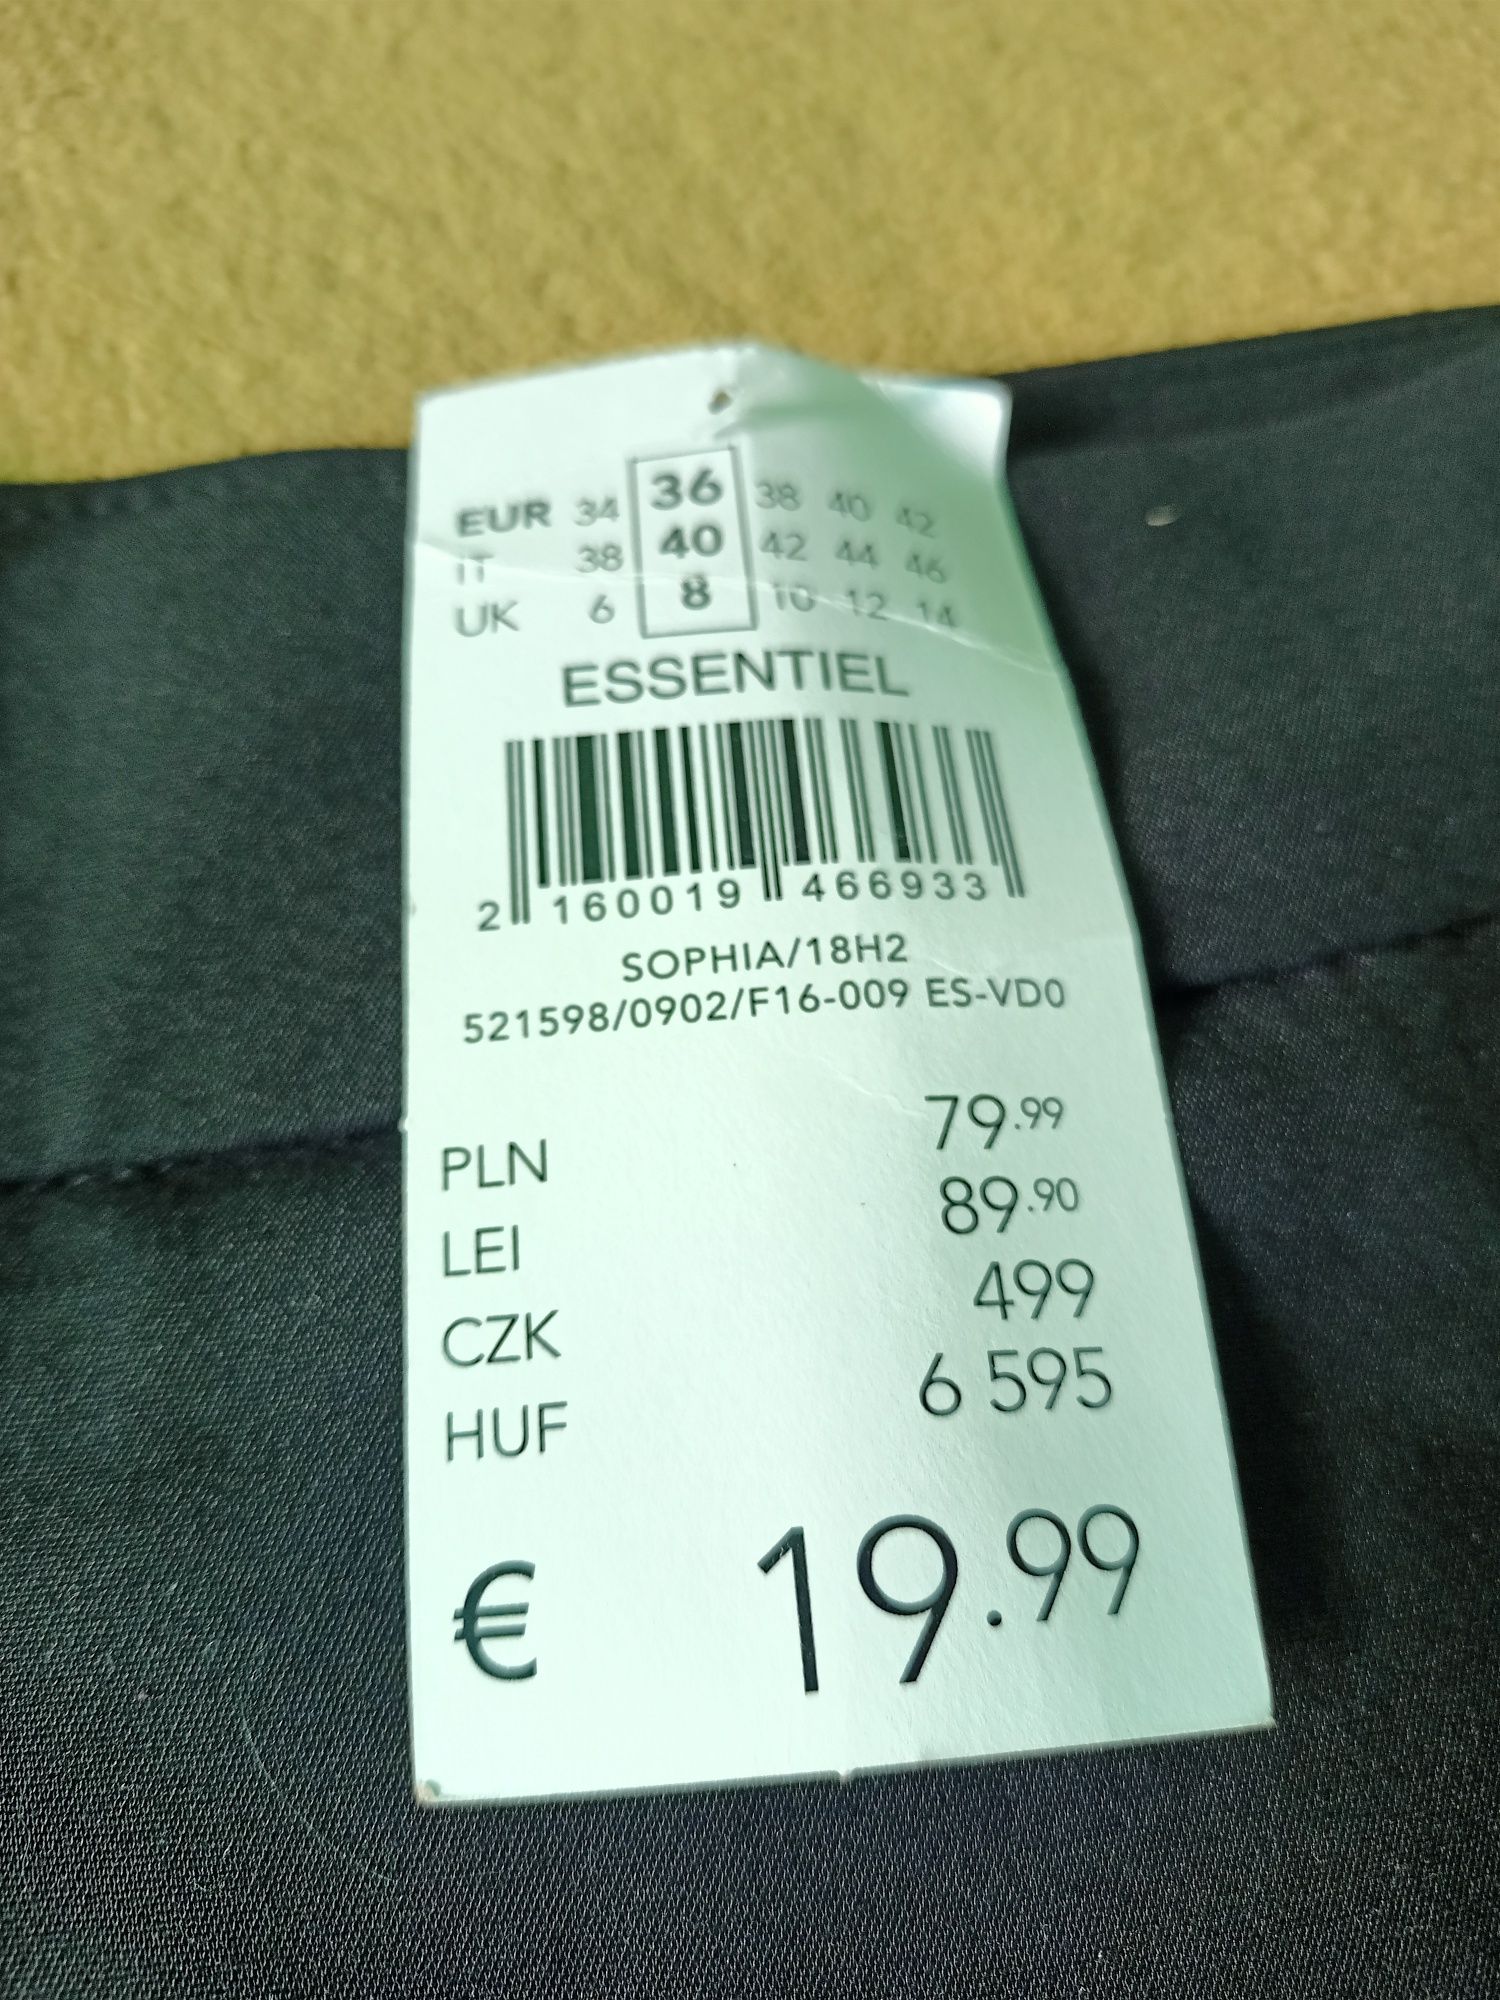 EUR 34 36 38 40 42
IT 38 40 42 44 46
UK 6 8 10 12 14
ESSENTIEL
2 160019 466933
SOPHIA/18H2
521598/0902/F16-009 ES-VD0
PLN 79.99
LEI 89.90
CZK 499
HUF 6 595
€ 19.99